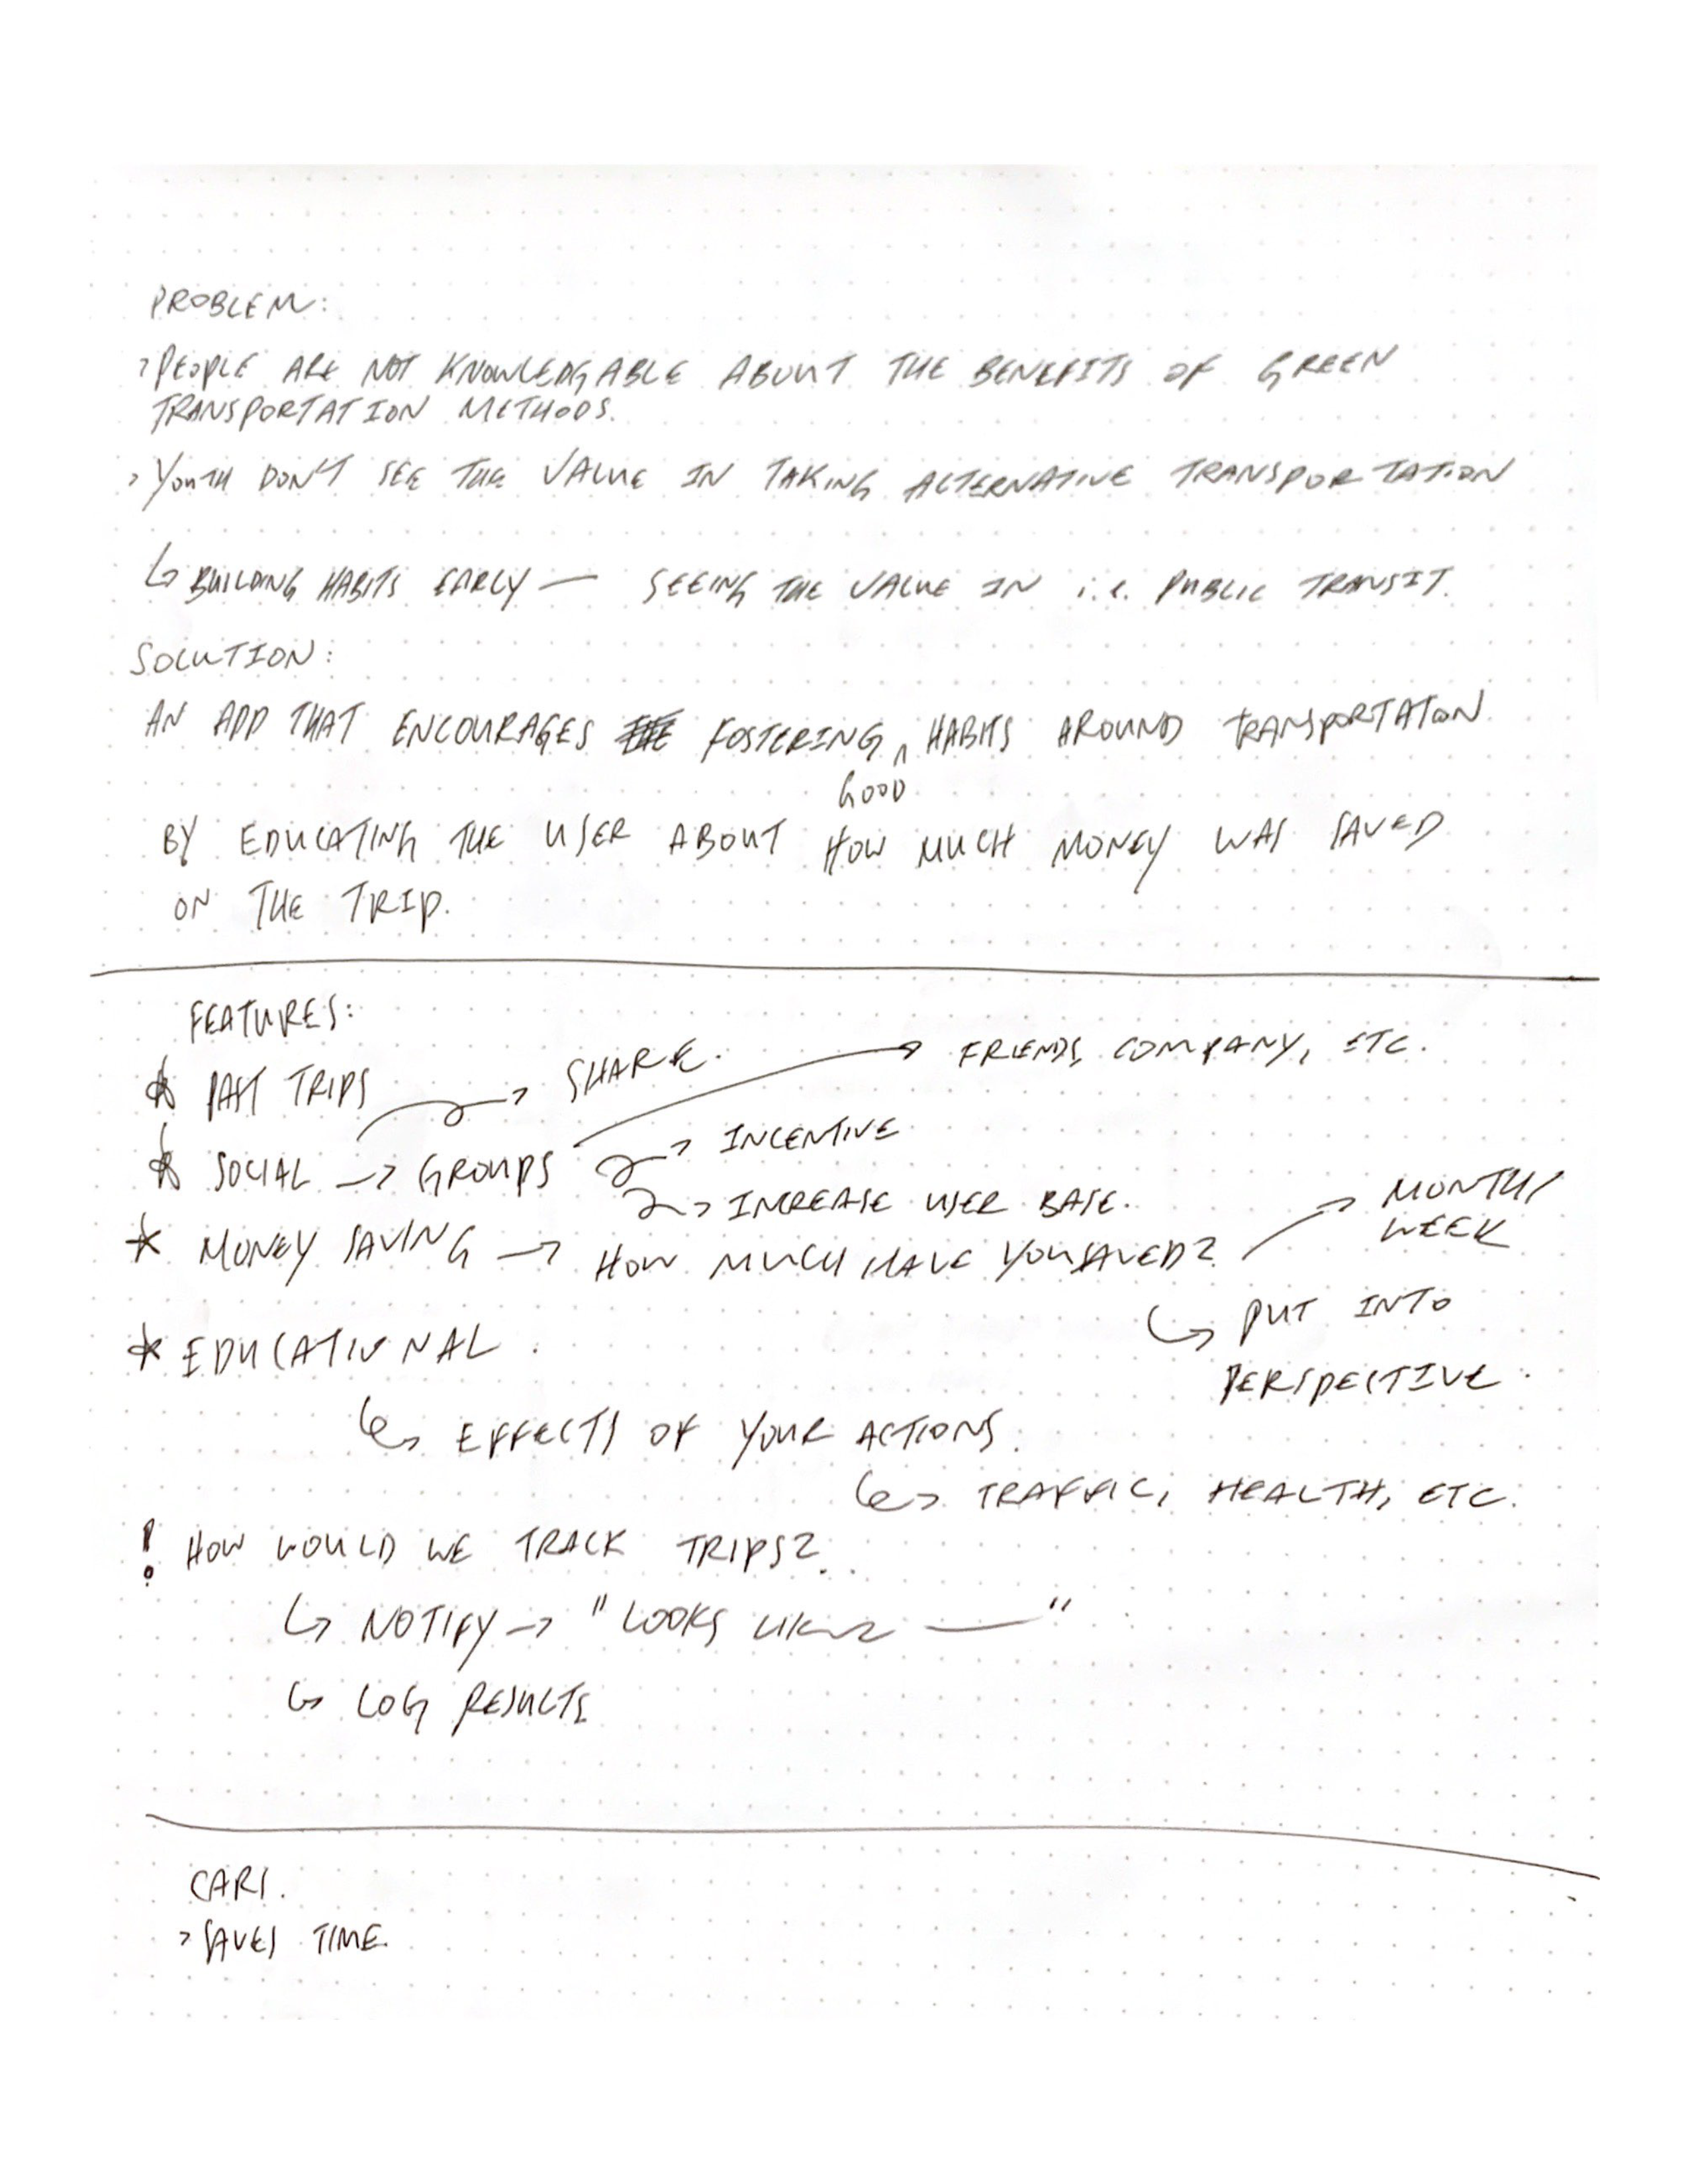 PROBLEM:
> PEOPLE ARE NOT KNOWLEDGABLE ABOUT THE BENEFITS OF GREEN
TRANSPORTATION METHODS.
> YOUTH DON'T SEE THE VALUE IN TAKING ALTERNATIVE TRANSPORTATION
↳ BUILDING HABITS EARLY — SEEING THE VALUE IN i.e. PUBLIC TRANSIT.
SOLUTION:
AN APP THAT ENCOURAGES FOSTERING ^ HABITS AROUND TRANSPORTATION
GOOD
BY EDUCATING THE USER ABOUT HOW MUCH MONEY WAS SAVED
ON THE TRIP.
FEATURES:
* PAST TRIPS → SHARE. → FRIENDS, COMPANY, ETC.
* SOCIAL → GROUPS → INCENTIVE
→ INCREASE USER BASE.
* MONEY SAVING → HOW MUCH HAVE YOU SAVED? → MONTH/
WEEK
↳ PUT INTO
PERSPECTIVE.
* EDUCATIONAL.
↳ EFFECTS OF YOUR ACTIONS.
↳ TRAFFIC, HEALTH, ETC.
! HOW WOULD WE TRACK TRIPS?
↳ NOTIFY → "LOOKS LIKE —"
↳ LOG RESULTS
CARS.
> SAVES TIME.